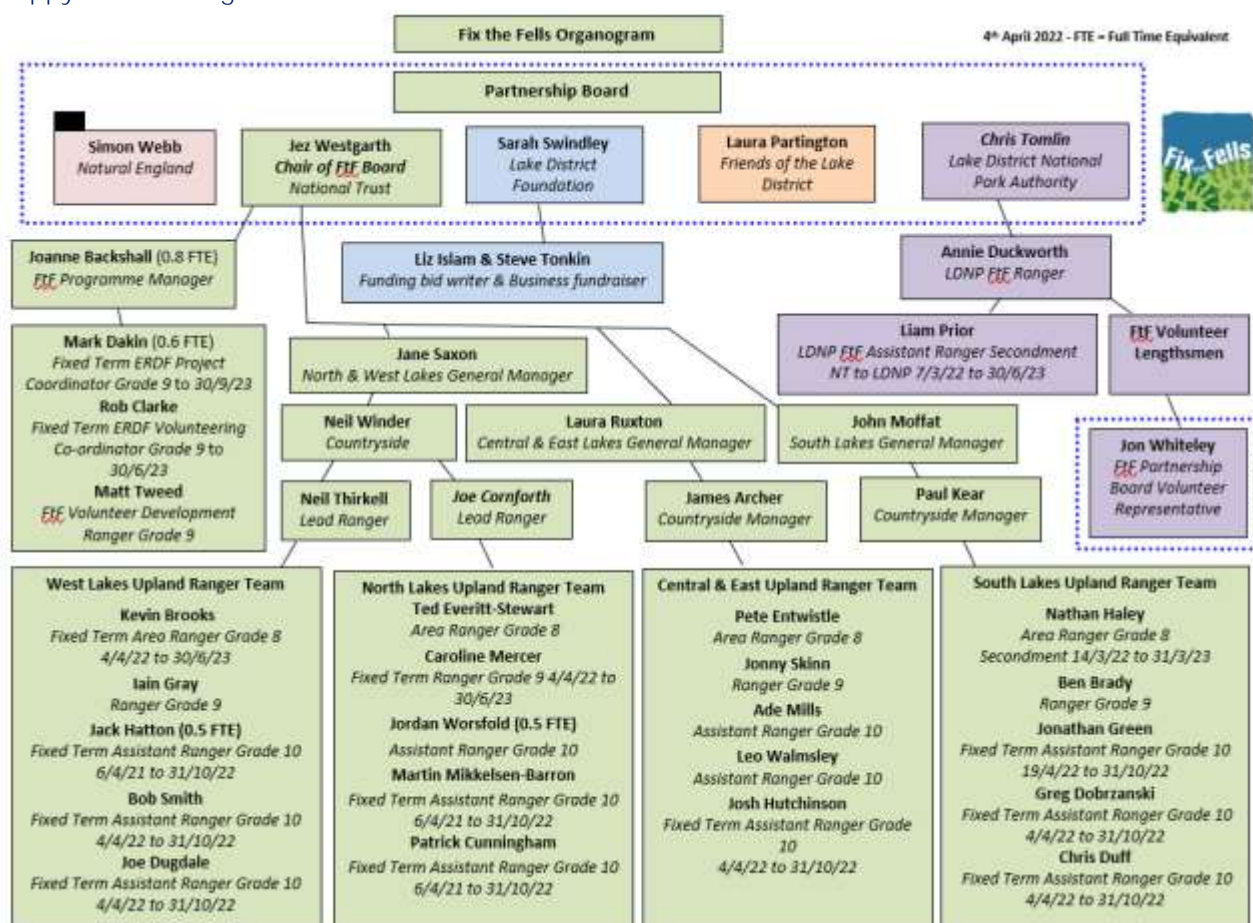 Fix the Fells Organogram
4th April 2022 - FTE = Full Time Equivalent
Partnership Board
Simon Webb
Natural England
Jez Westgarth
Chair of FtF Board
National Trust
Sarah Swindley
Lake District
Foundation
Laura Partington
Friends of the Lake
District
Chris Tomlin
Lake District National
Park Authority
Fix the Fells
Joanne Backshall (0.8 FTE)
FtF Programme Manager
Liz Islam & Steve Tonkin
Funding bid writer & Business fundraiser
Annie Duckworth
LDNP FtF Ranger
Mark Dakin (0.6 FTE)
Fixed Term ERDF Project
Coordinator Grade 9 to 30/9/23
Rob Clarke
Fixed Term ERDF Volunteering
Co-ordinator Grade 9 to
30/6/23
Matt Tweed
FtF Volunteer Development
Ranger Grade 9
Jane Saxon
North & West Lakes General Manager
Liam Prior
LDNP FtF Assistant Ranger Secondment
NT to LDNP 7/3/22 to 30/6/23
FtF Volunteer
Lengthsmen
Neil Winder
Countryside
Laura Ruxton
Central & East Lakes General Manager
John Moffat
South Lakes General Manager
Jon Whiteley
FtF Partnership
Board Volunteer
Representative
Neil Thirkell
Lead Ranger
Joe Cornforth
Lead Ranger
James Archer
Countryside Manager
Paul Kear
Countryside Manager
West Lakes Upland Ranger Team
Kevin Brooks
Fixed Term Area Ranger Grade 8
4/4/22 to 30/6/23
Iain Gray
Ranger Grade 9
Jack Hatton (0.5 FTE)
Fixed Term Assistant Ranger Grade 10
6/4/21 to 31/10/22
Bob Smith
Fixed Term Assistant Ranger Grade 10
4/4/22 to 31/10/22
Joe Dugdale
Fixed Term Assistant Ranger Grade 10
4/4/22 to 31/10/22
North Lakes Upland Ranger Team
Ted Everitt-Stewart
Area Ranger Grade 8
Caroline Mercer
Fixed Term Ranger Grade 9 4/4/22 to
30/6/23
Jordan Worsfold (0.5 FTE)
Assistant Ranger Grade 10
Martin Mikkelsen-Barron
Fixed Term Assistant Ranger Grade 10
6/4/21 to 31/10/22
Patrick Cunningham
Fixed Term Assistant Ranger Grade 10
6/4/21 to 31/10/22
Central & East Upland Ranger Team
Pete Entwistle
Area Ranger Grade 8
Jonny Skinn
Ranger Grade 9
Ade Mills
Assistant Ranger Grade 10
Leo Walmsley
Assistant Ranger Grade 10
Josh Hutchinson
Fixed Term Assistant Ranger Grade
10
4/4/22 to 31/10/22
South Lakes Upland Ranger Team
Nathan Haley
Area Ranger Grade 8
Secondment 14/3/22 to 31/3/23
Ben Brady
Ranger Grade 9
Jonathan Green
Fixed Term Assistant Ranger Grade 10
19/4/22 to 31/10/22
Greg Dobrzanski
Fixed Term Assistant Ranger Grade 10
4/4/22 to 31/10/22
Chris Duff
Fixed Term Assistant Ranger Grade 10
4/4/22 to 31/10/22